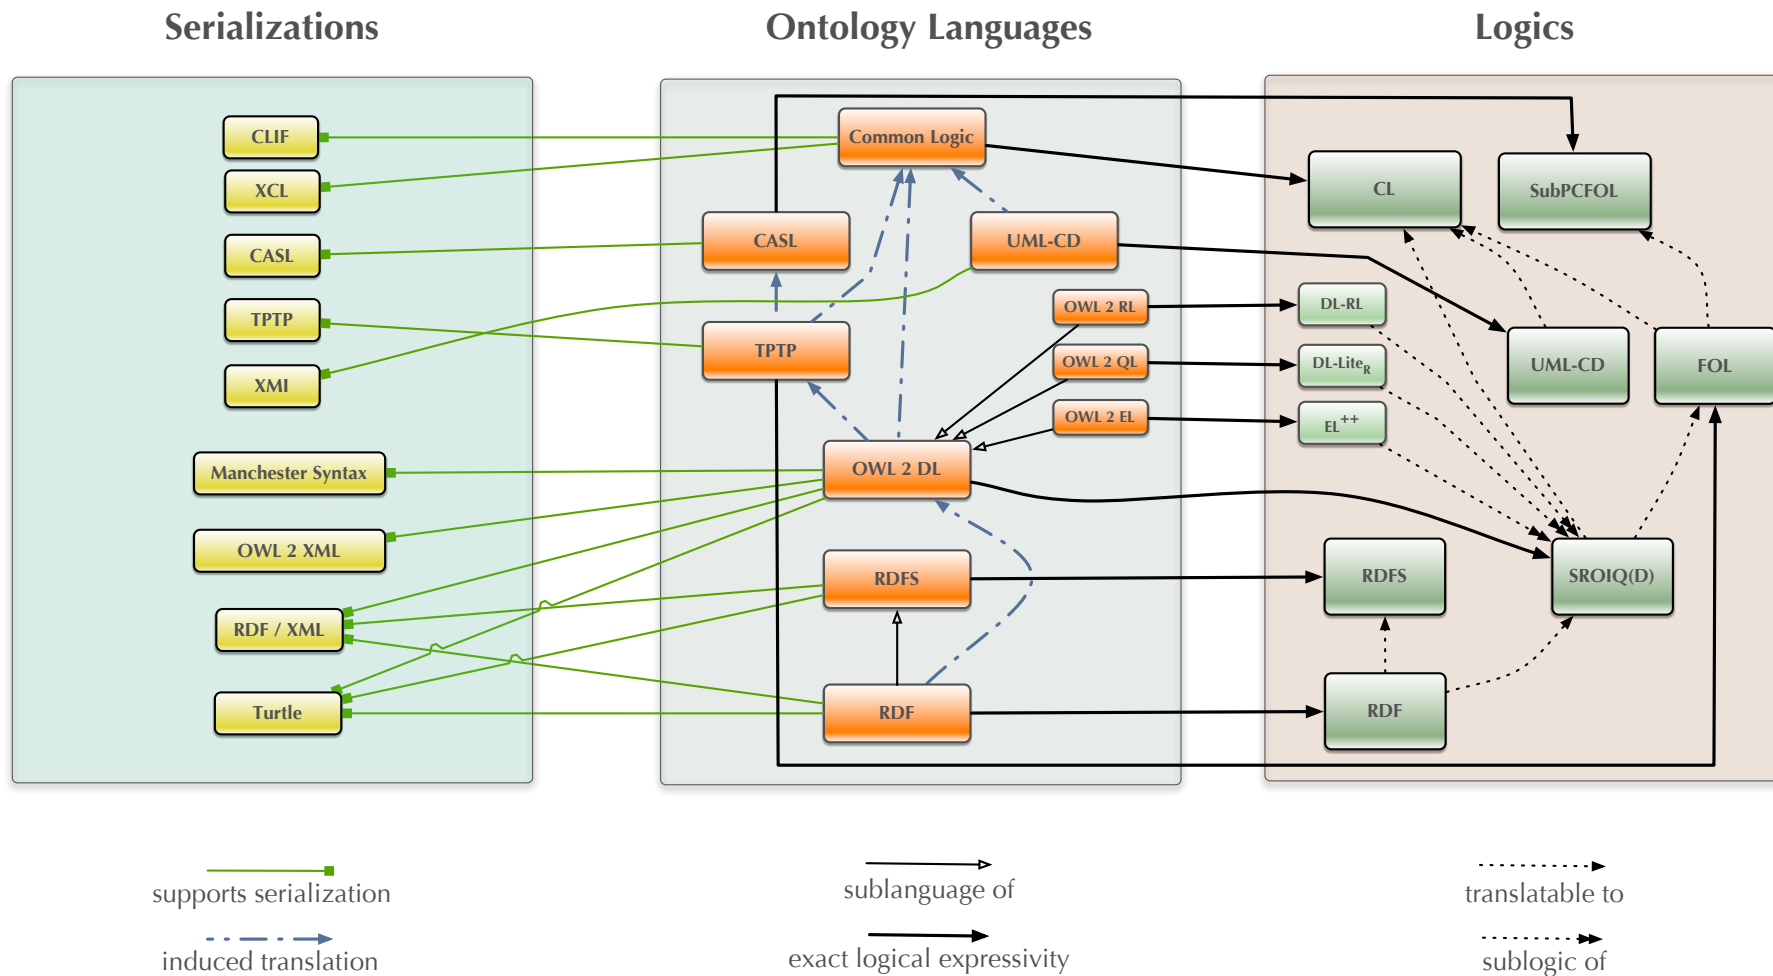 Serializations
Ontology Languages
Logics
CLIF
XCL
CASL
TPTP
XMI
Manchester Syntax
OWL 2 XML
RDF / XML
Turtle
Common Logic
CASL
UML-CD
OWL 2 RL
TPTP
OWL 2 QL
OWL 2 EL
OWL 2 DL
RDFS
RDF
CL
SubPCFOL
DL-RL
DL-LiteR
UML-CD
FOL
EL++
RDFS
SROIQ(D)
RDF
supports serialization
induced translation
sublanguage of
exact logical expressivity
translatable to
sublogic of